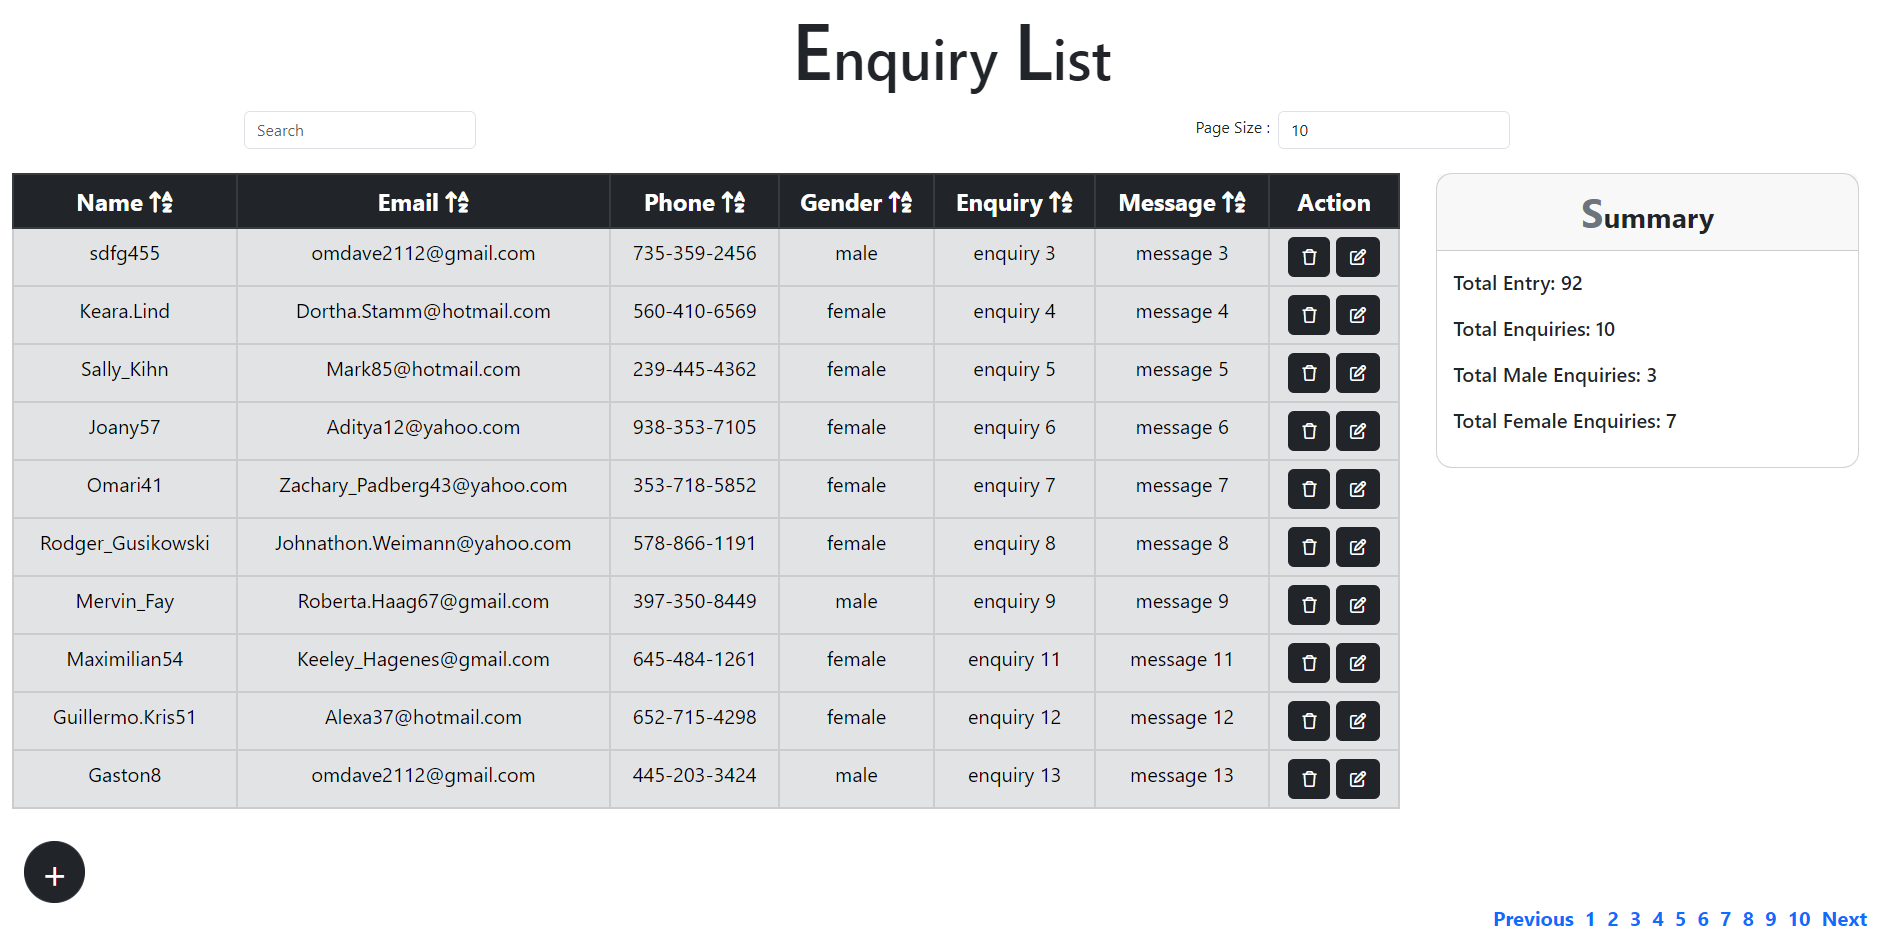 Enquiry List
Search
Page Size : 10
Name Email Phone Gender Enquiry Message Action
sdfg455 omdave2112@gmail.com 735-359-2456 male enquiry 3 message 3
Keara.Lind Dortha.Stamm@hotmail.com 560-410-6569 female enquiry 4 message 4
Sally_Kihn Mark85@hotmail.com 239-445-4362 female enquiry 5 message 5
Joany57 Aditya12@yahoo.com 938-353-7105 female enquiry 6 message 6
Omari41 Zachary_Padberg43@yahoo.com 353-718-5852 female enquiry 7 message 7
Rodger_Gusikowski Johnathon.Weimann@yahoo.com 578-866-1191 female enquiry 8 message 8
Mervin_Fay Roberta.Haag67@gmail.com 397-350-8449 male enquiry 9 message 9
Maximilian54 Keeley_Hagenes@gmail.com 645-484-1261 female enquiry 11 message 11
Guillermo.Kris51 Alexa37@hotmail.com 652-715-4298 female enquiry 12 message 12
Gaston8 omdave2112@gmail.com 445-203-3424 male enquiry 13 message 13
Summary
Total Entry: 92
Total Enquiries: 10
Total Male Enquiries: 3
Total Female Enquiries: 7
+
Previous 1 2 3 4 5 6 7 8 9 10 Next